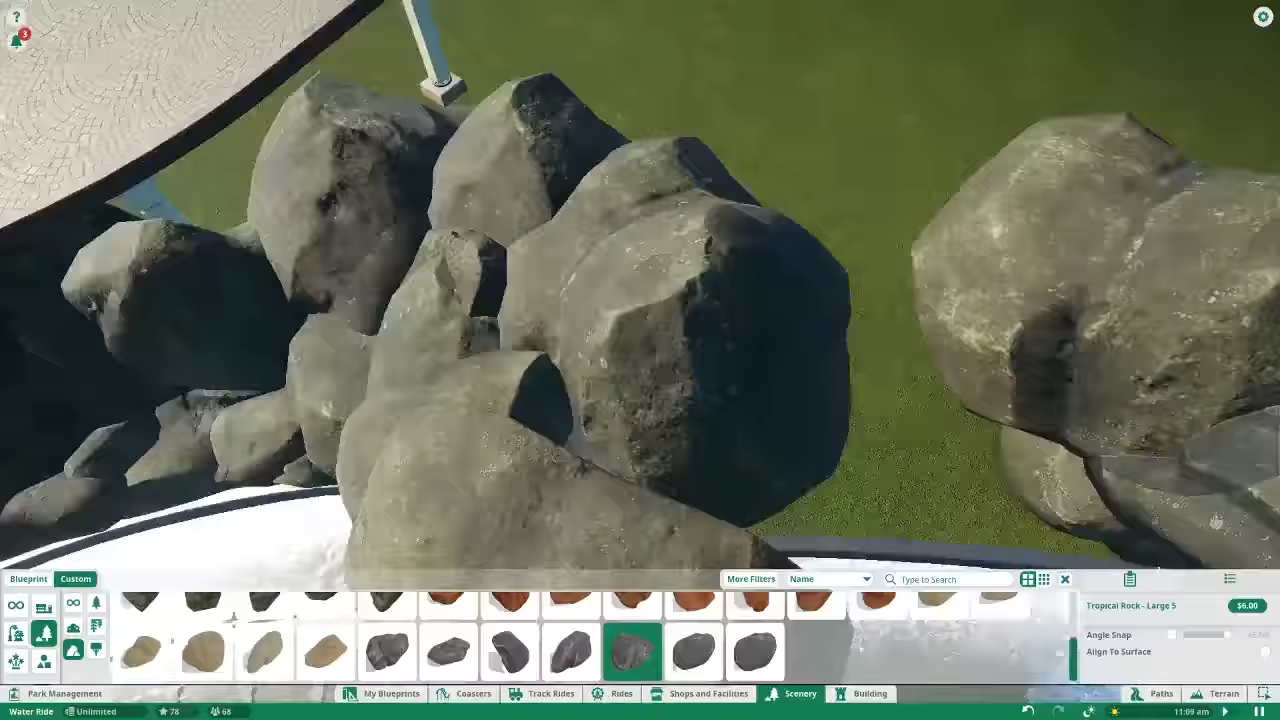 ?
3
Blueprint
Custom
More Filters
Name
Type to Search
Tropical Rock - Large 5
$6.00
Angle Snap
Align To Surface
Park Management
My Blueprints
Coasters
Track Rides
Rides
Shops and Facilities
Scenery
Building
Paths
Terrain
Water Ride
Unlimited
78
68
11:09 am